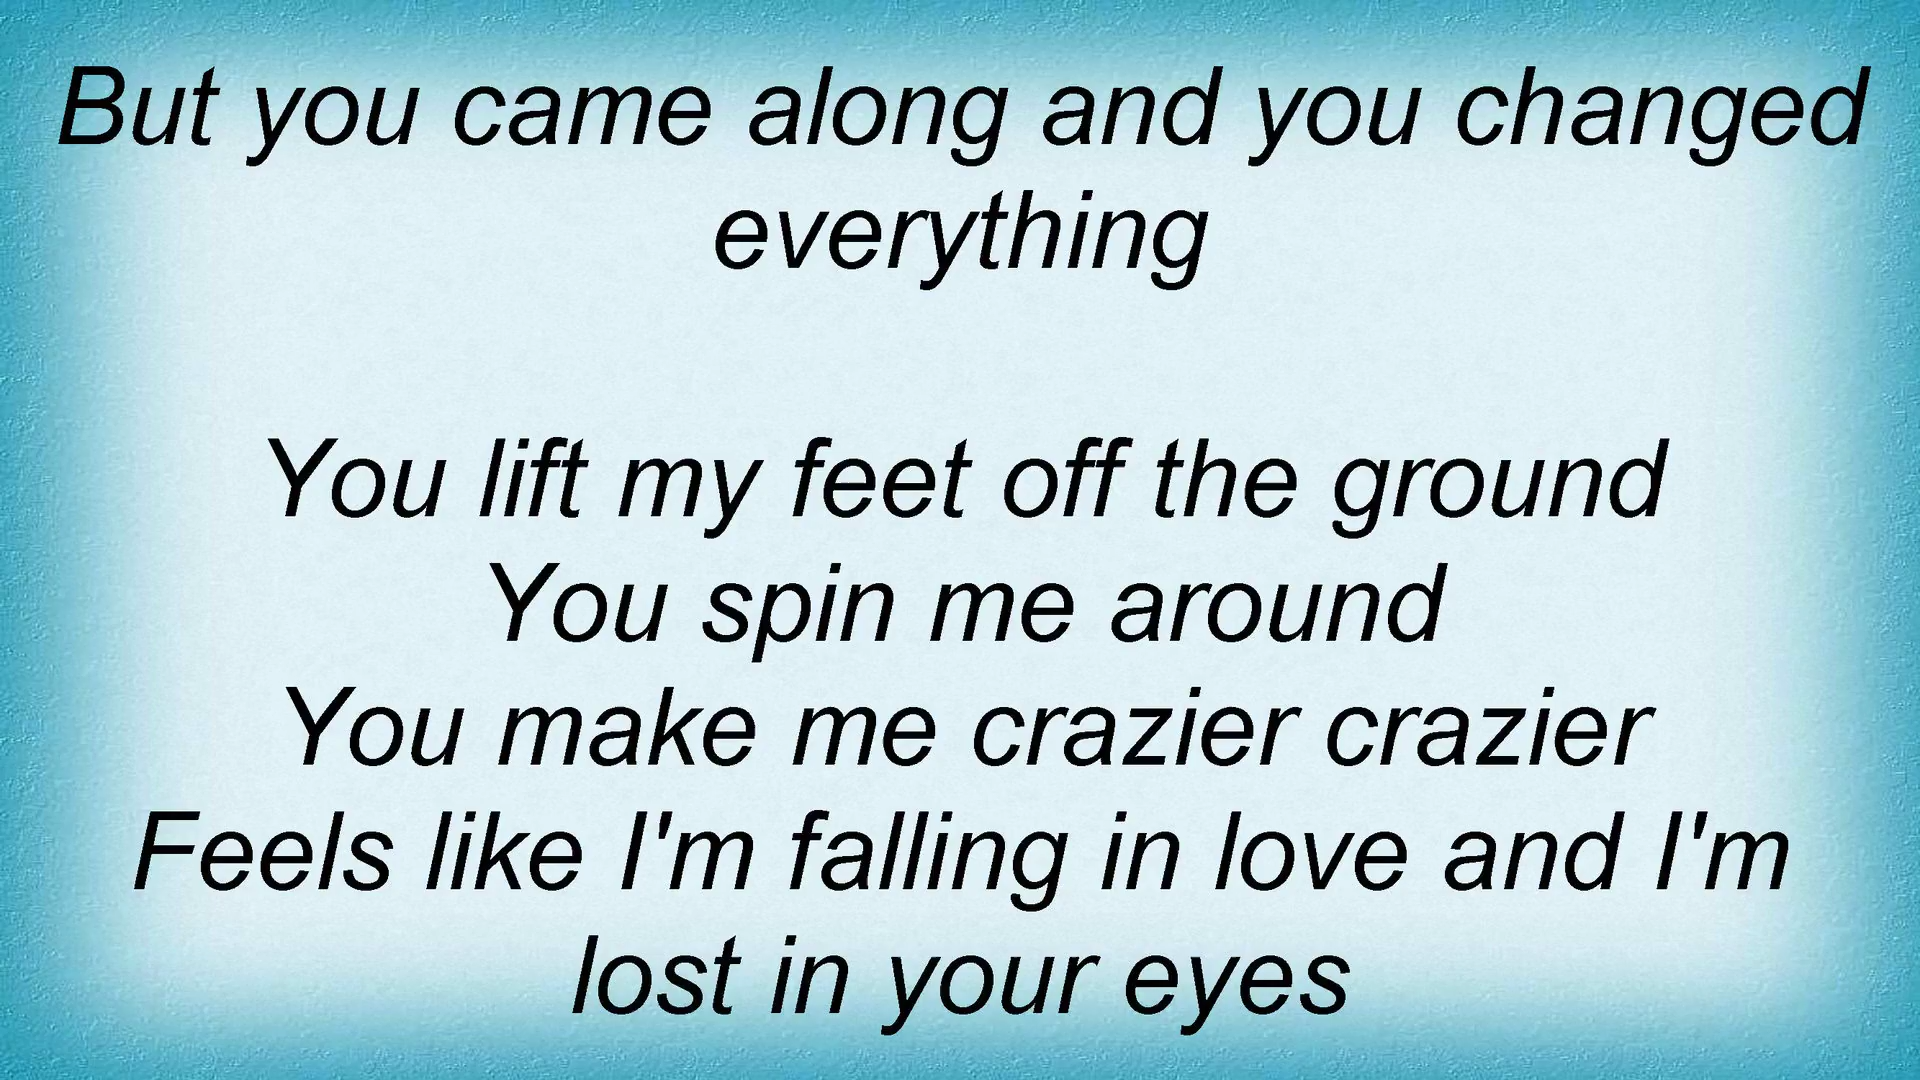 But you came along and you changed
everything
You lift my feet off the ground
You spin me around
You make me crazier crazier
Feels like I'm falling in love and I'm
lost in your eyes